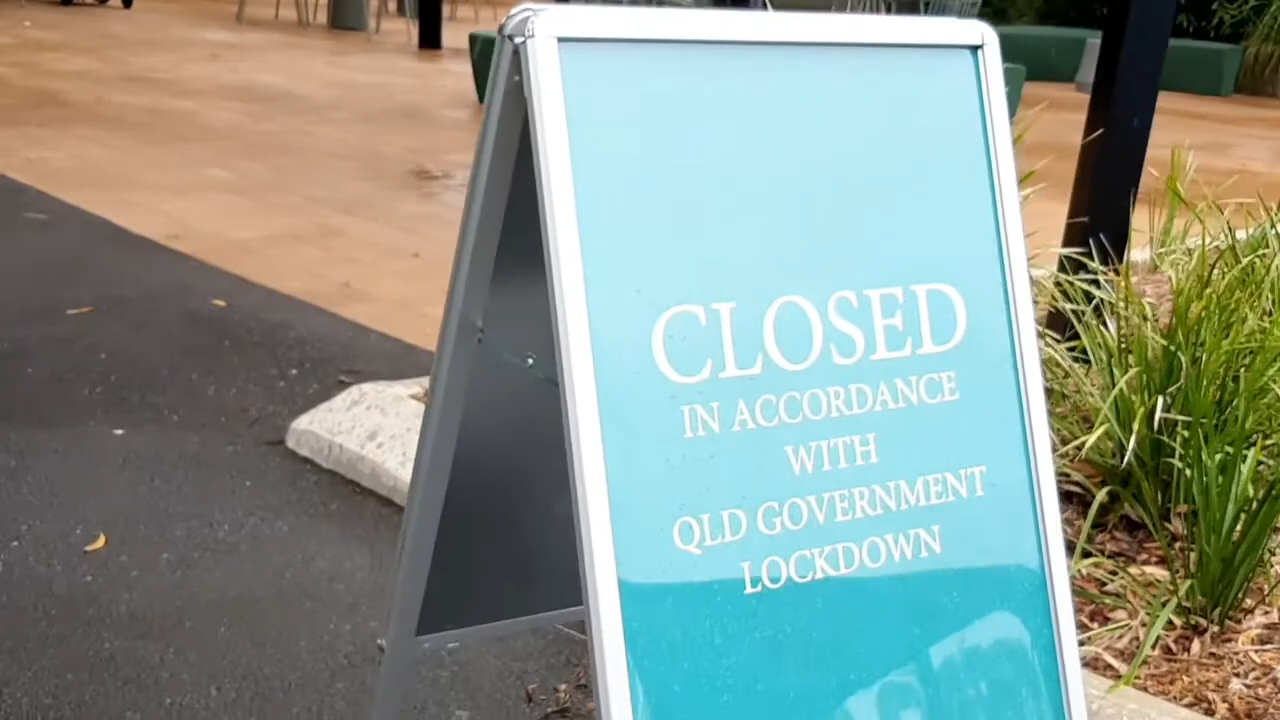 CLOSED
IN ACCORDANCE
WITH
QLD GOVERNMENT
LOCKDOWN